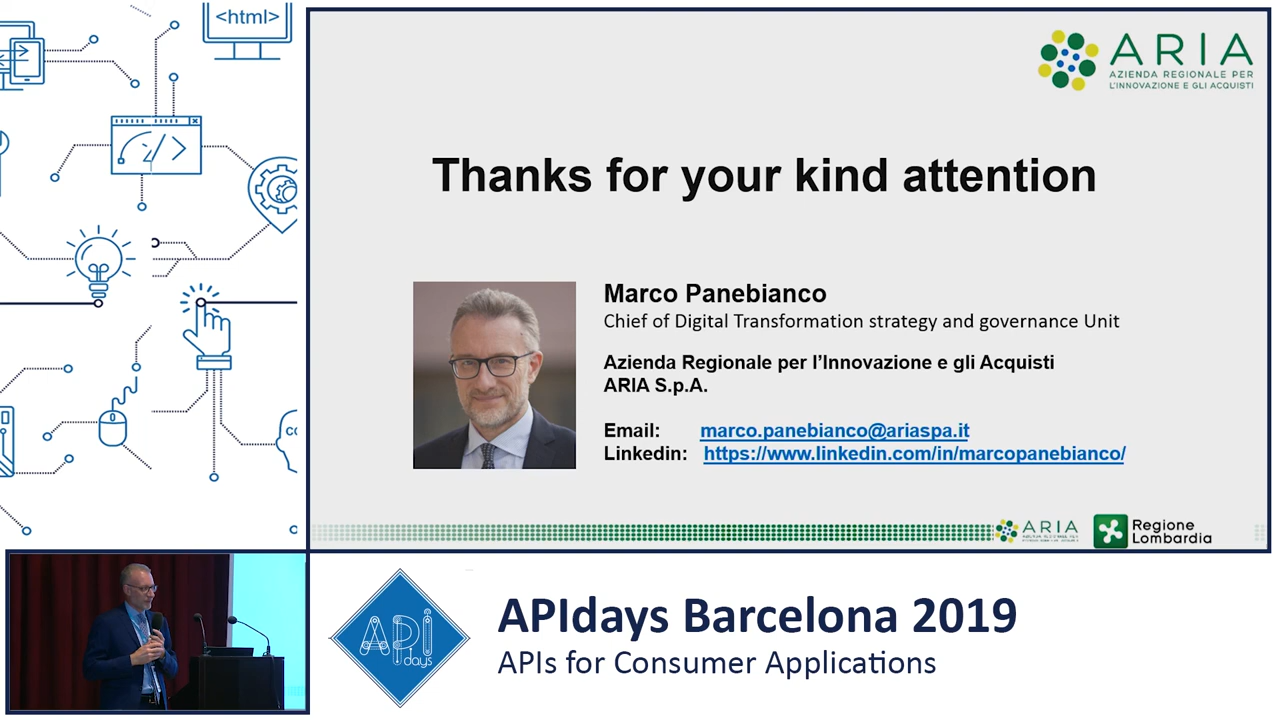 <html>
ARIA
AZIENDA REGIONALE PER
L'INNOVAZIONE E GLI ACQUISTI
Thanks for your kind attention
Marco Panebianco
Chief of Digital Transformation strategy and governance Unit
Azienda Regionale per l'Innovazione e gli Acquisti
ARIA S.p.A.
Email: marco.panebianco@ariaspa.it
Linkedin: https://www.linkedin.com/in/marcopanebianco/
ARIA
Regione
Lombardia
API
days
APIdays Barcelona 2019
APIs for Consumer Applications